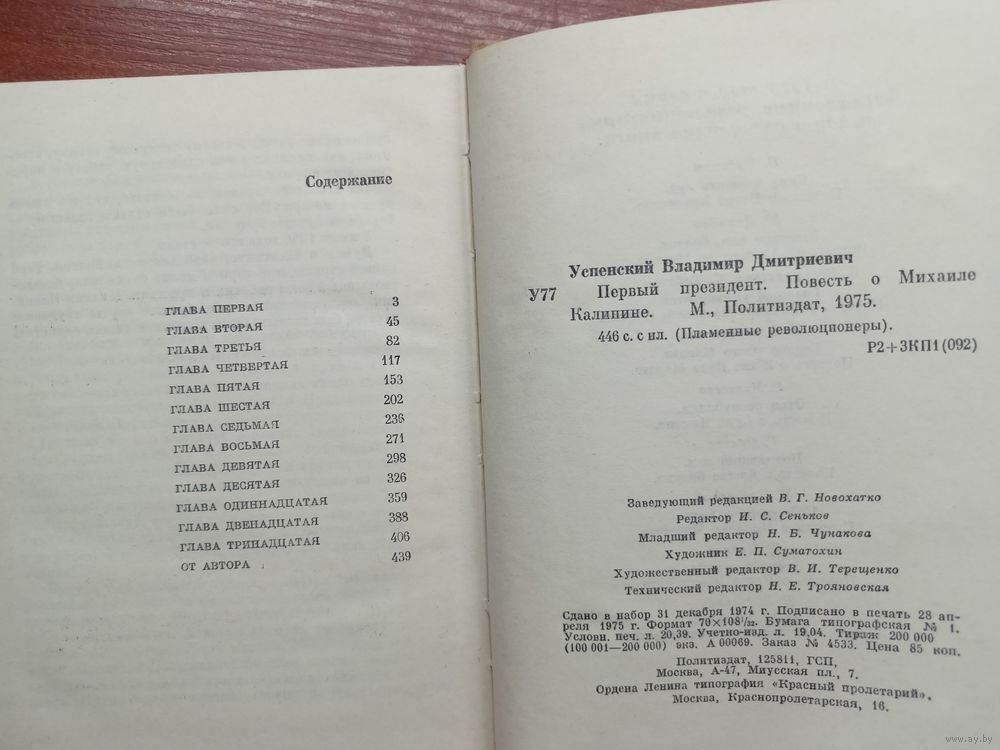 Содержание
ГЛАВА ПЕРВАЯ 3
ГЛАВА ВТОРАЯ 45
ГЛАВА ТРЕТЬЯ 82
ГЛАВА ЧЕТВЕРТАЯ 117
ГЛАВА ПЯТАЯ 153
ГЛАВА ШЕСТАЯ 202
ГЛАВА СЕДЬМАЯ 236
ГЛАВА ВОСЬМАЯ 271
ГЛАВА ДЕВЯТАЯ 298
ГЛАВА ДЕСЯТАЯ 326
ГЛАВА ОДИННАДЦАТАЯ 359
ГЛАВА ДВЕНАДЦАТАЯ 388
ГЛАВА ТРИНАДЦАТАЯ 406
ОТ АВТОРА 439
Успенский Владимир Дмитриевич
У77 Первый президент. Повесть о Михаиле
Калинине. М., Политиздат, 1975.
446 с. с ил. (Пламенные революционеры).
Р2+3КП1(092)
Заведующий редакцией В. Г. Новохатко
Редактор И. С. Сеньков
Младший редактор Н. Б. Чунакова
Художник Е. П. Суматохин
Художественный редактор В. И. Терещенко
Технический редактор Н. Е. Трояновская
Сдано в набор 31 декабря 1974 г. Подписано в печать 28 ап-
реля 1975 г. Формат 70×108¹/₃₂. Бумага типографская № 1.
Условн. печ. л. 20,39. Учетно-изд. л. 19,04. Тираж 200 000
(100 001—200 000) экз. А 00069. Заказ № 4533. Цена 85 коп.
Политиздат, 125811, ГСП,
Москва, А-47, Миусская пл., 7.
Ордена Ленина типография «Красный пролетарий».
Москва, Краснопролетарская, 16.
www.ay.by